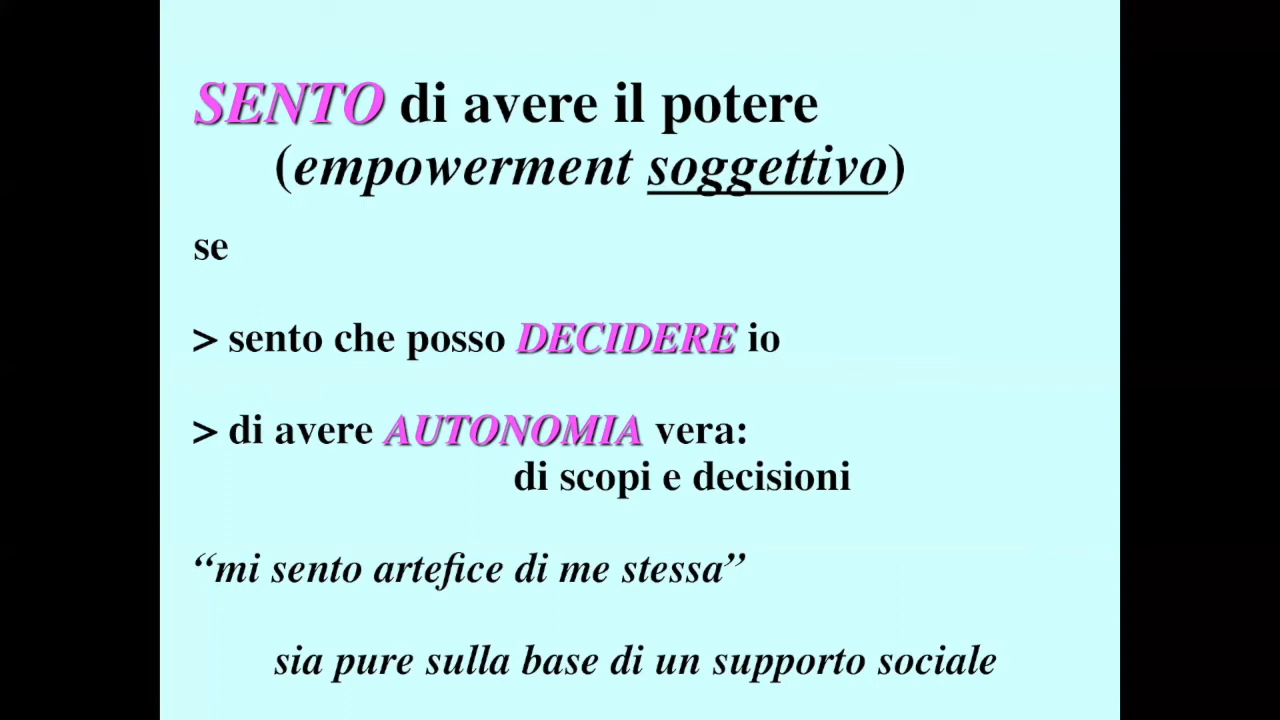 SENTO di avere il potere
(empowerment soggettivo)
se
> sento che posso DECIDERE io
> di avere AUTONOMIA vera:
di scopi e decisioni
“mi sento artefice di me stessa”
sia pure sulla base di un supporto sociale